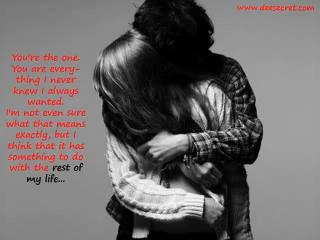 www.deesecret.com
You're the one.
You are every-
thing I never
knew I always
wanted.
I'm not even sure
what that means
exactly, but I
think that it has
something to do
with the rest of
my life...